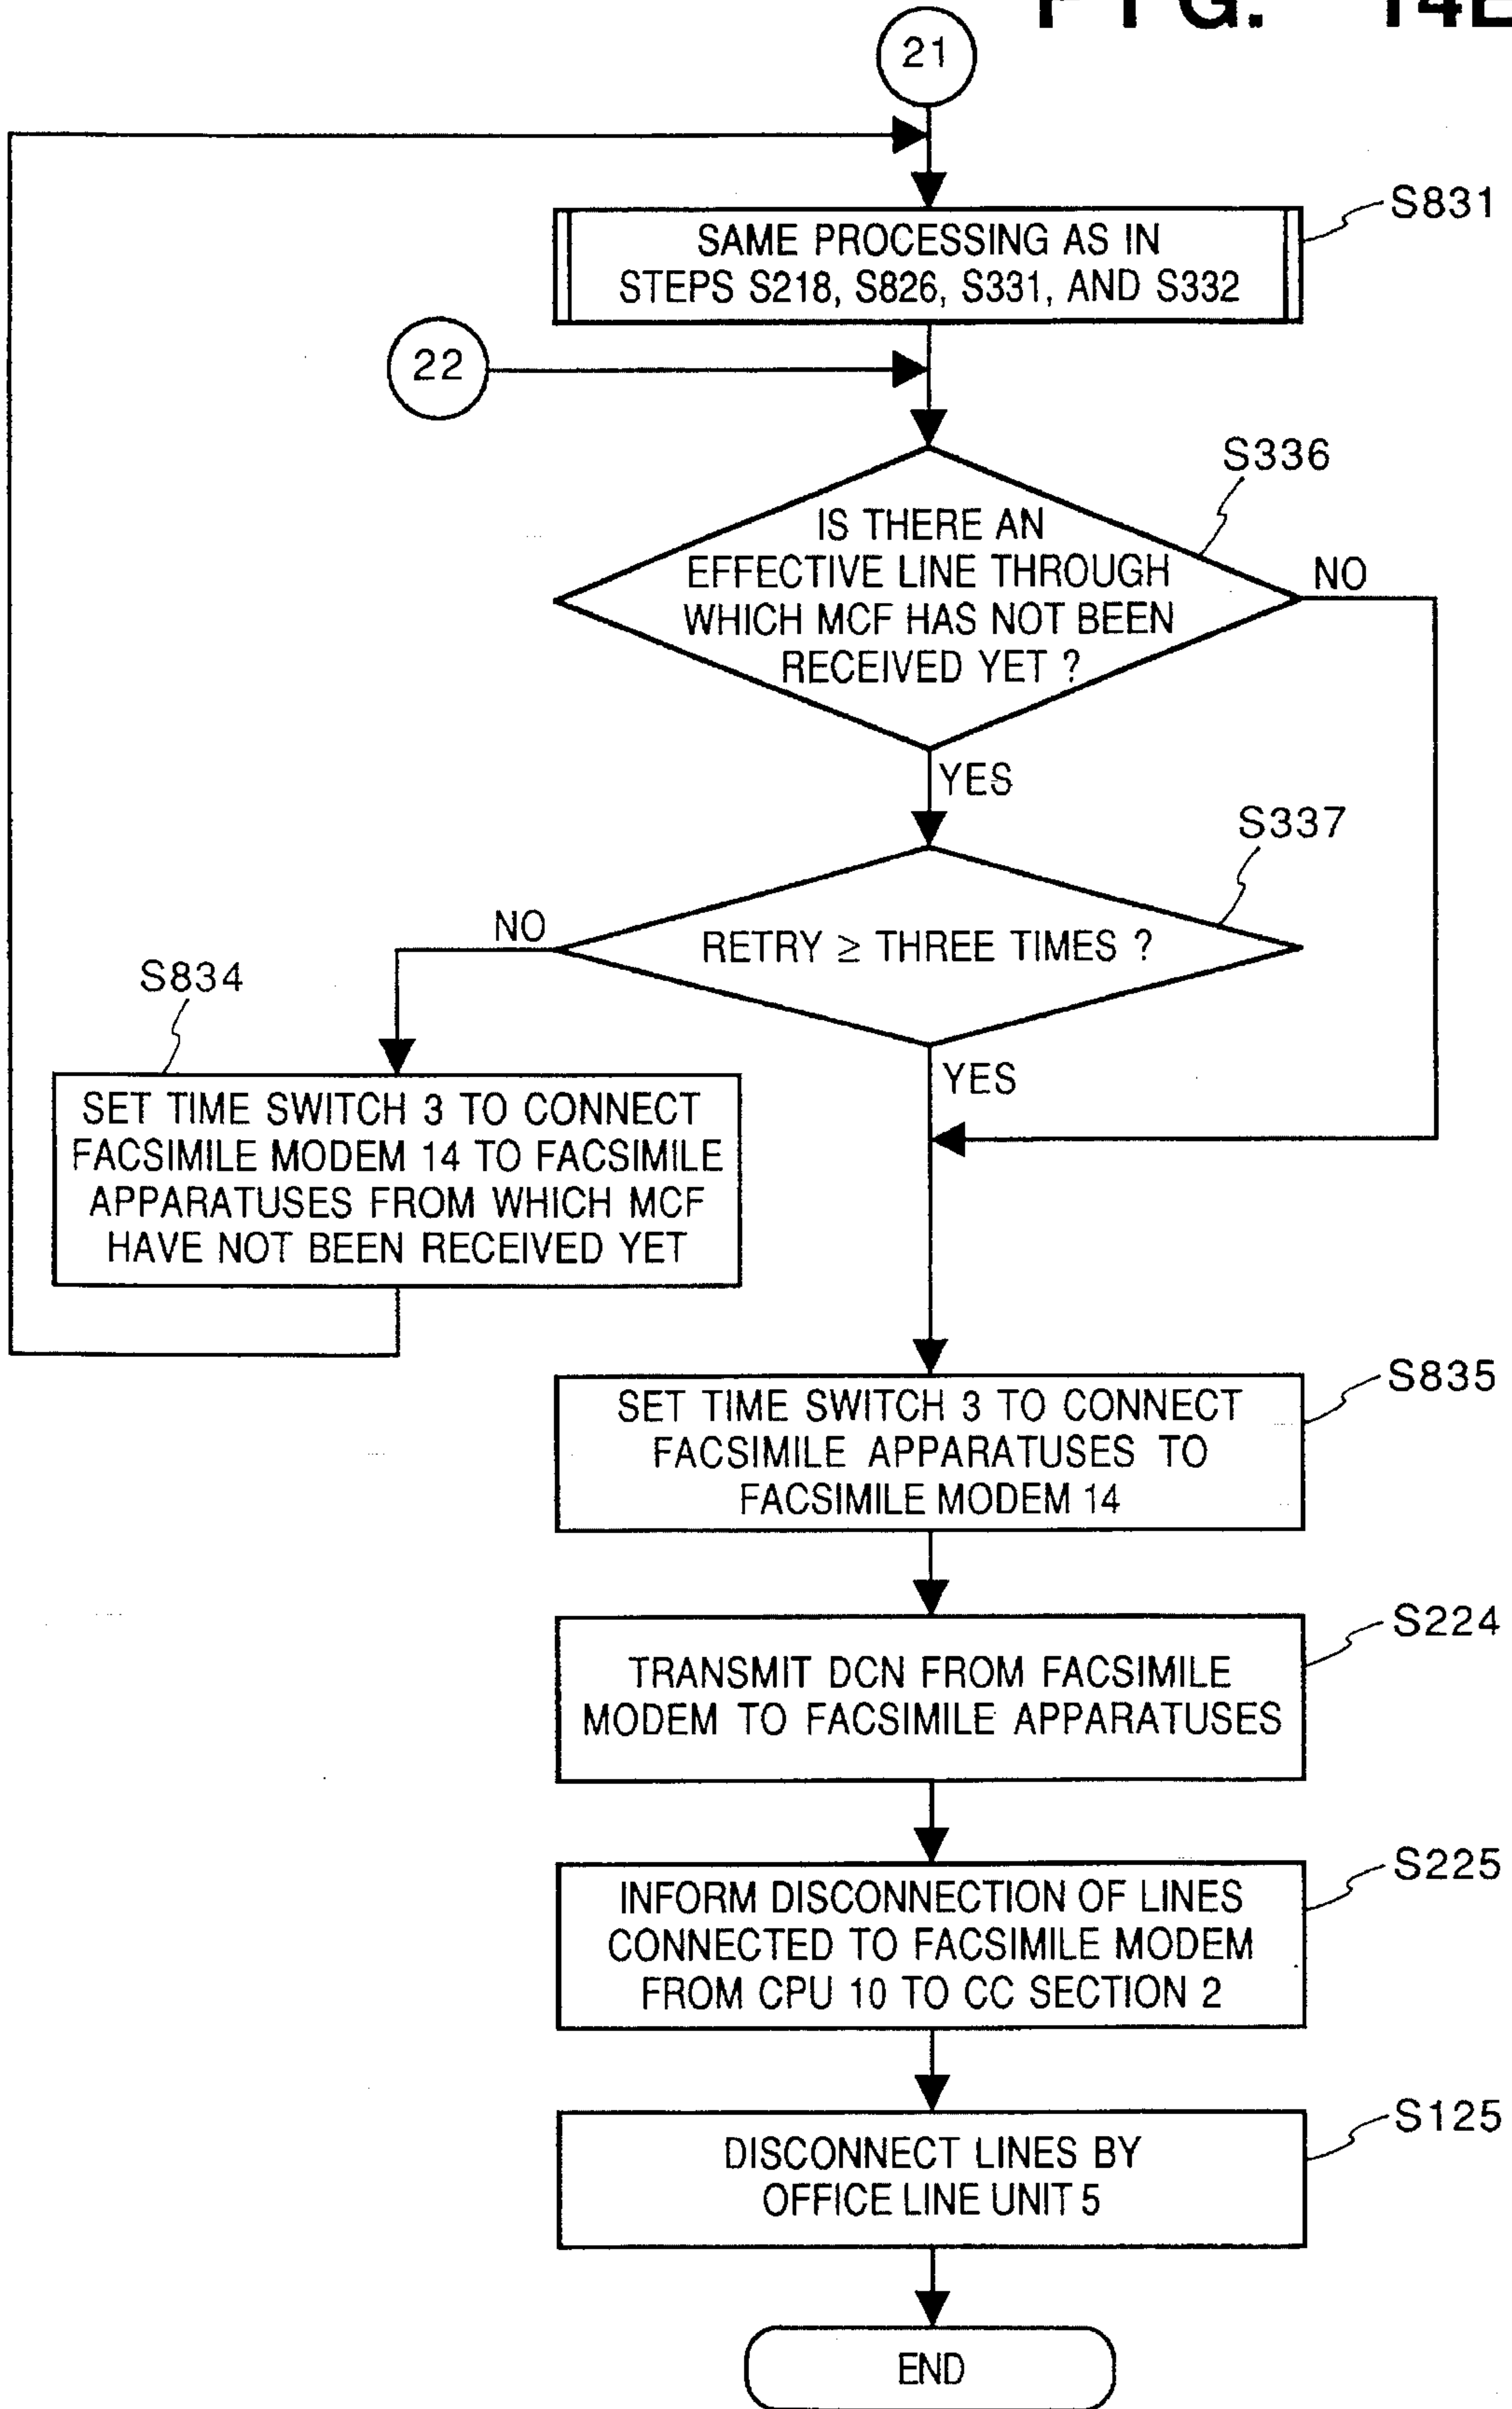 FIG. 14E
21
S831
SAME PROCESSING AS IN
STEPS S218, S826, S331, AND S332
22
S336
IS THERE AN
EFFECTIVE LINE THROUGH
WHICH MCF HAS NOT BEEN
RECEIVED YET ?
NO
YES
S337
NO
RETRY ≥ THREE TIMES ?
S834
YES
SET TIME SWITCH 3 TO CONNECT
FACSIMILE MODEM 14 TO FACSIMILE
APPARATUSES FROM WHICH MCF
HAVE NOT BEEN RECEIVED YET
S835
SET TIME SWITCH 3 TO CONNECT
FACSIMILE APPARATUSES TO
FACSIMILE MODEM 14
S224
TRANSMIT DCN FROM FACSIMILE
MODEM TO FACSIMILE APPARATUSES
S225
INFORM DISCONNECTION OF LINES
CONNECTED TO FACSIMILE MODEM
FROM CPU 10 TO CC SECTION 2
S125
DISCONNECT LINES BY
OFFICE LINE UNIT 5
END